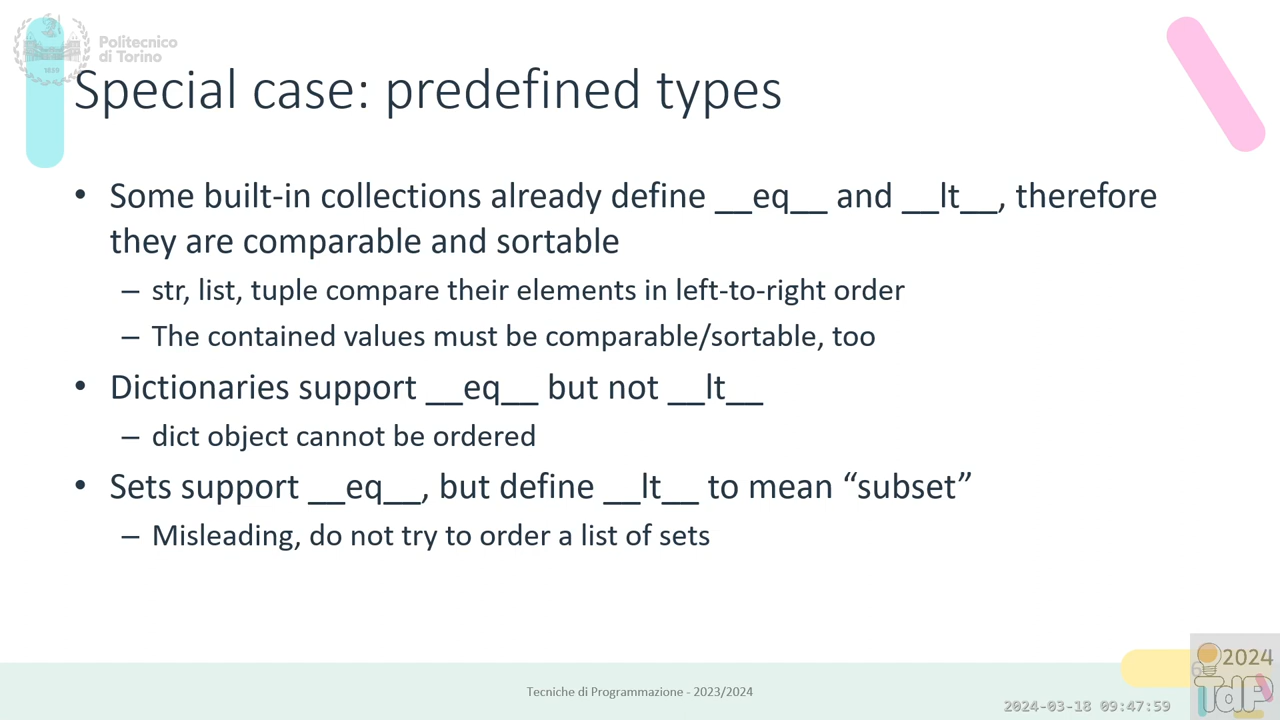 Politecnico
di Torino
1859
Special case: predefined types
• Some built-in collections already define __eq__ and __lt__, therefore
they are comparable and sortable
– str, list, tuple compare their elements in left-to-right order
– The contained values must be comparable/sortable, too
• Dictionaries support __eq__ but not __lt__
– dict object cannot be ordered
• Sets support __eq__, but define __lt__ to mean “subset”
– Misleading, do not try to order a list of sets
Tecniche di Programmazione - 2023/2024
2024
TdP
2024-03-18 09:47:59